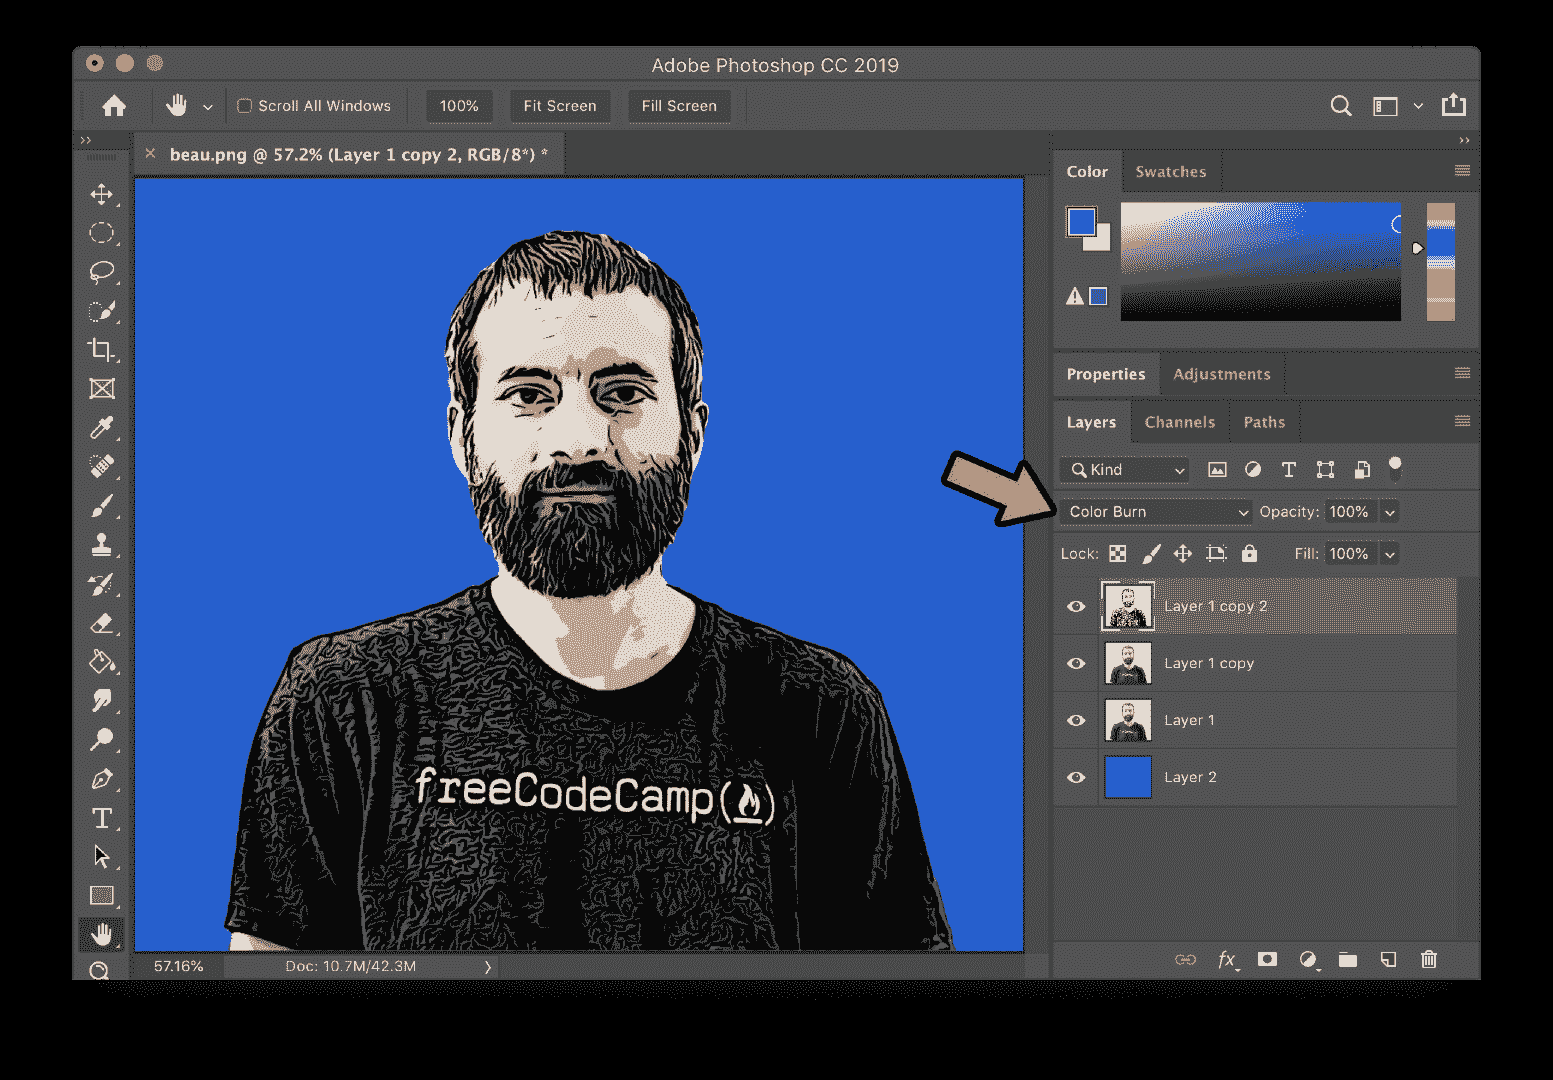 Adobe Photoshop CC 2019
Scroll All Windows 100% Fit Screen Fill Screen
beau.png @ 57.2% (Layer 1 copy 2, RGB/8*) *
Color Swatches
Properties Adjustments
Layers Channels Paths
Kind
Color Burn Opacity: 100%
Lock: Fill: 100%
Layer 1 copy 2
Layer 1 copy
Layer 1
Layer 2
freeCodeCamp
57.16% Doc: 10.7M/42.3M
fx